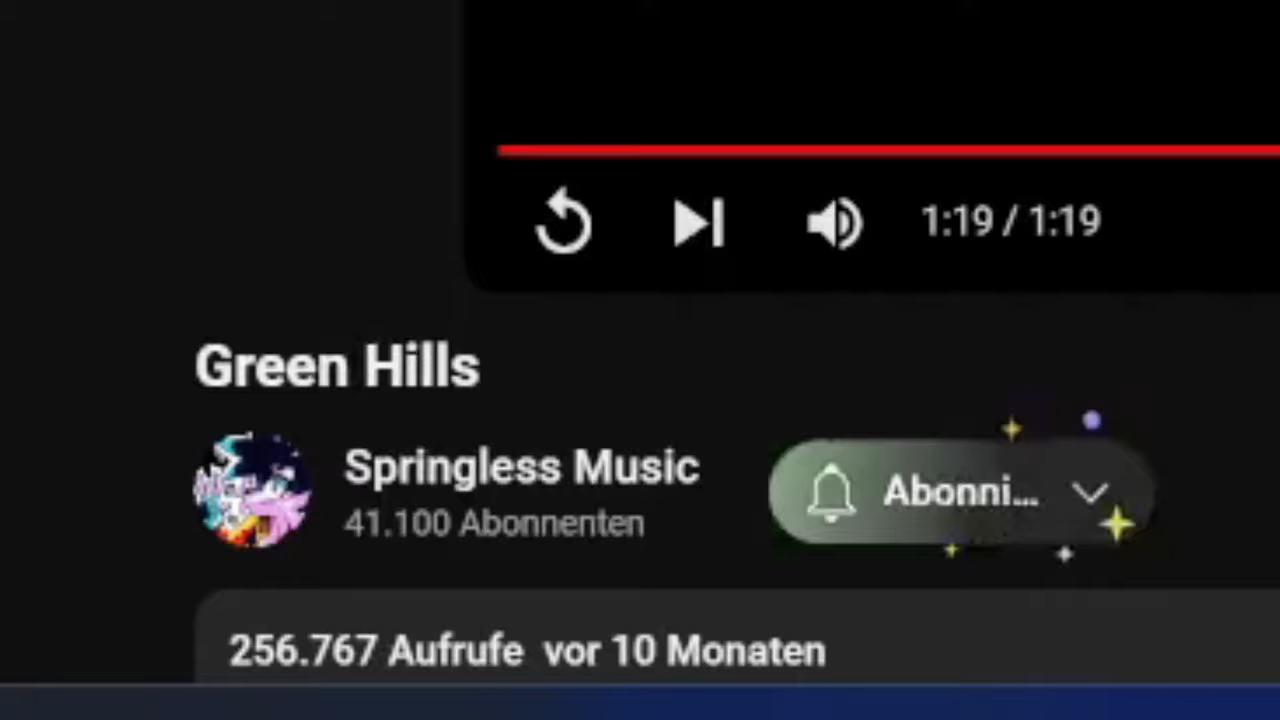 1:19 / 1:19
Green Hills
Springless Music
41.100 Abonnenten
Abonni...
256.767 Aufrufe vor 10 Monaten